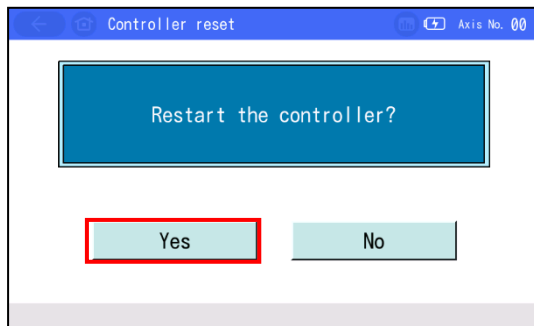 Controller reset
Axis No. 00
Restart the controller?
Yes
No